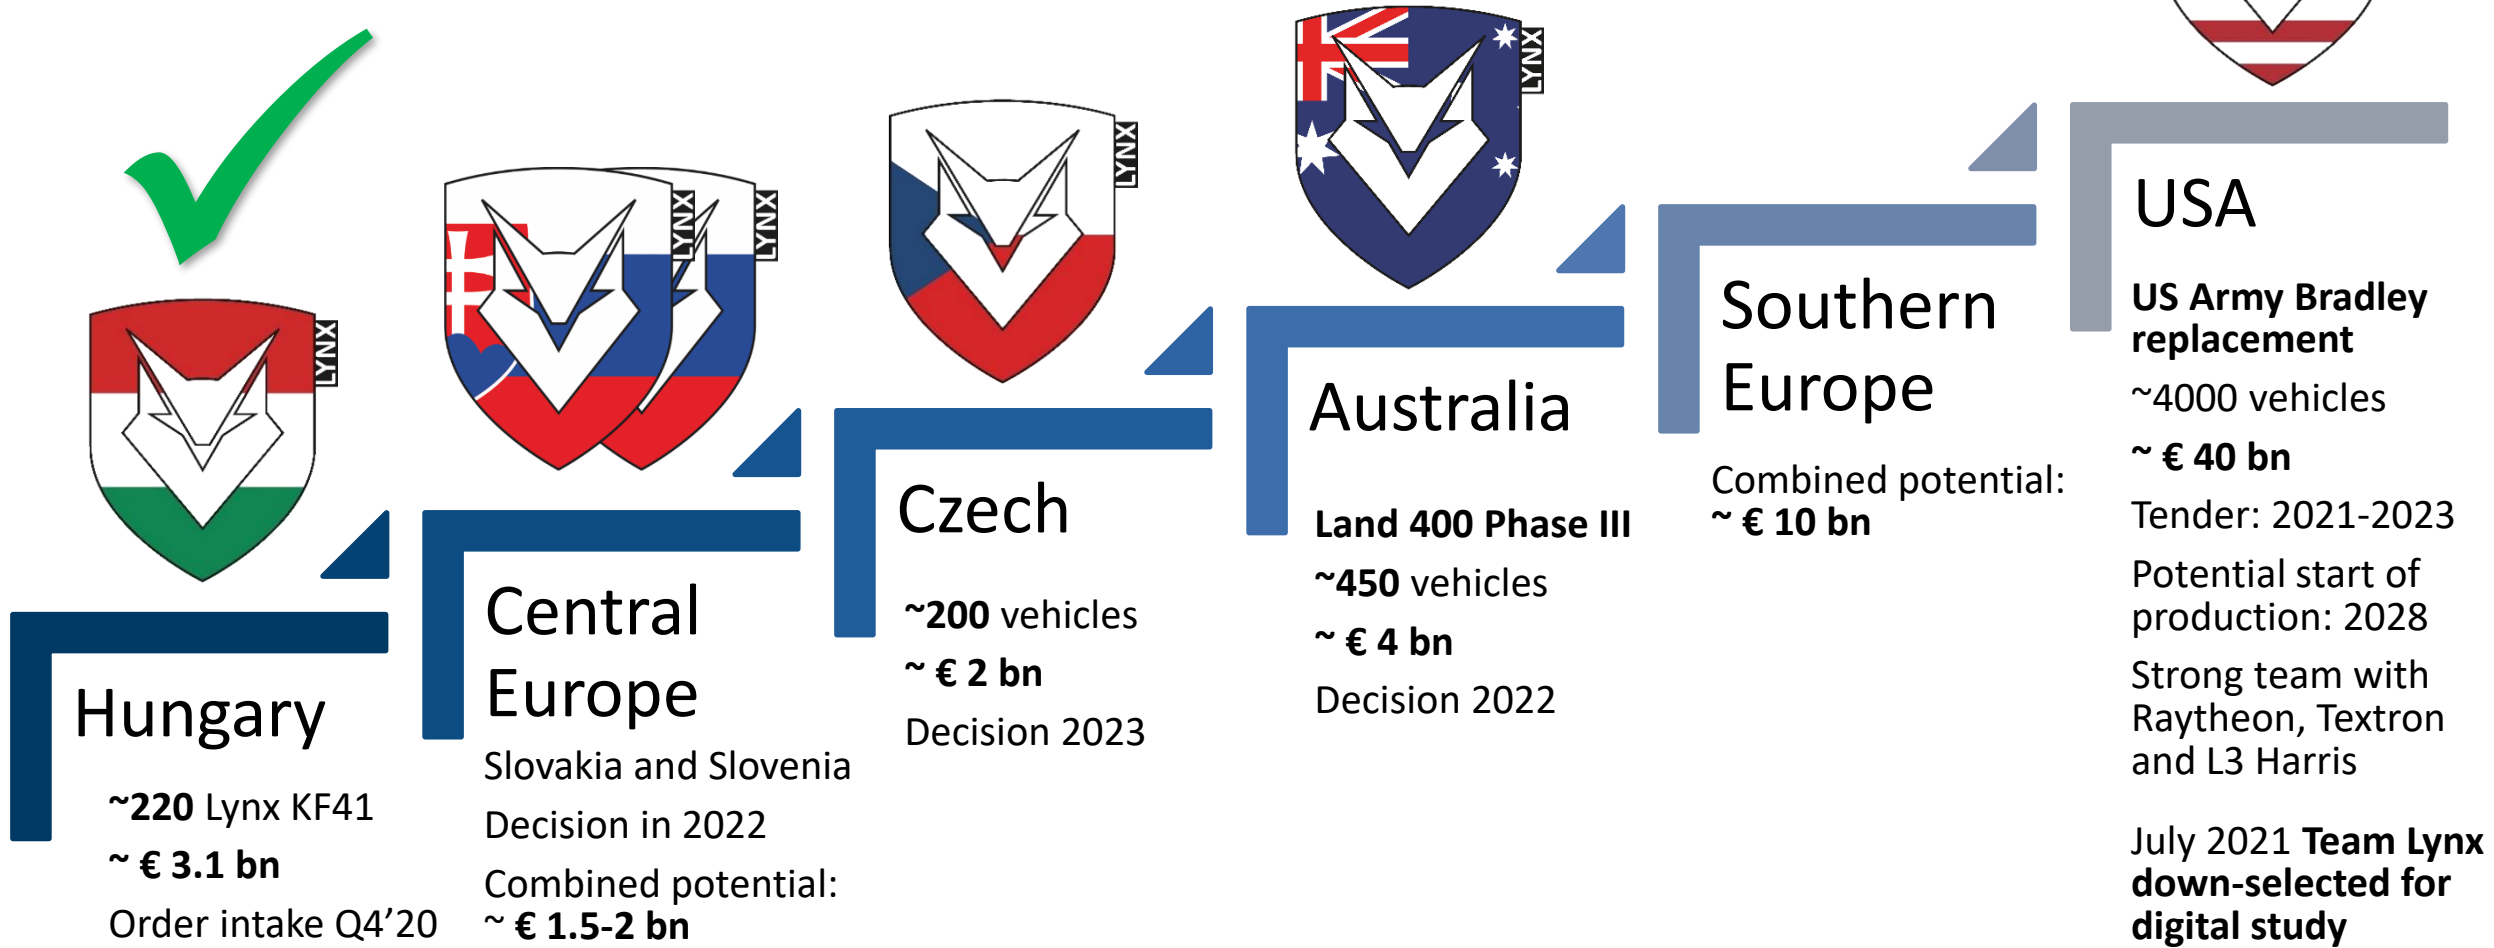 LYNX
Hungary
~220 Lynx KF41
~ € 3.1 bn
Order intake Q4’20
LYNX
LYNX
Central
Europe
Slovakia and Slovenia
Decision in 2022
Combined potential:
~ € 1.5-2 bn
LYNX
Czech
~200 vehicles
~ € 2 bn
Decision 2023
LYNX
Australia
Land 400 Phase III
~450 vehicles
~ € 4 bn
Decision 2022
Southern
Europe
Combined potential:
~ € 10 bn
USA
US Army Bradley
replacement
~4000 vehicles
~ € 40 bn
Tender: 2021-2023
Potential start of
production: 2028
Strong team with
Raytheon, Textron
and L3 Harris
July 2021 Team Lynx
down-selected for
digital study